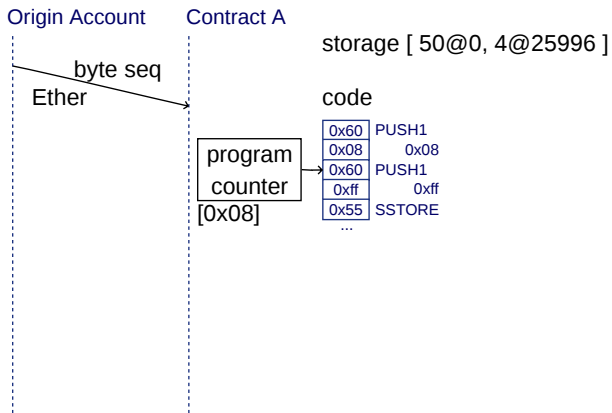 Origin Account
Contract A
storage [ 50@0, 4@25996 ]
byte seq
Ether
code
program
counter
[0x08]
0x60 PUSH1
0x08 0x08
0x60 PUSH1
0xff 0xff
0x55 SSTORE
...